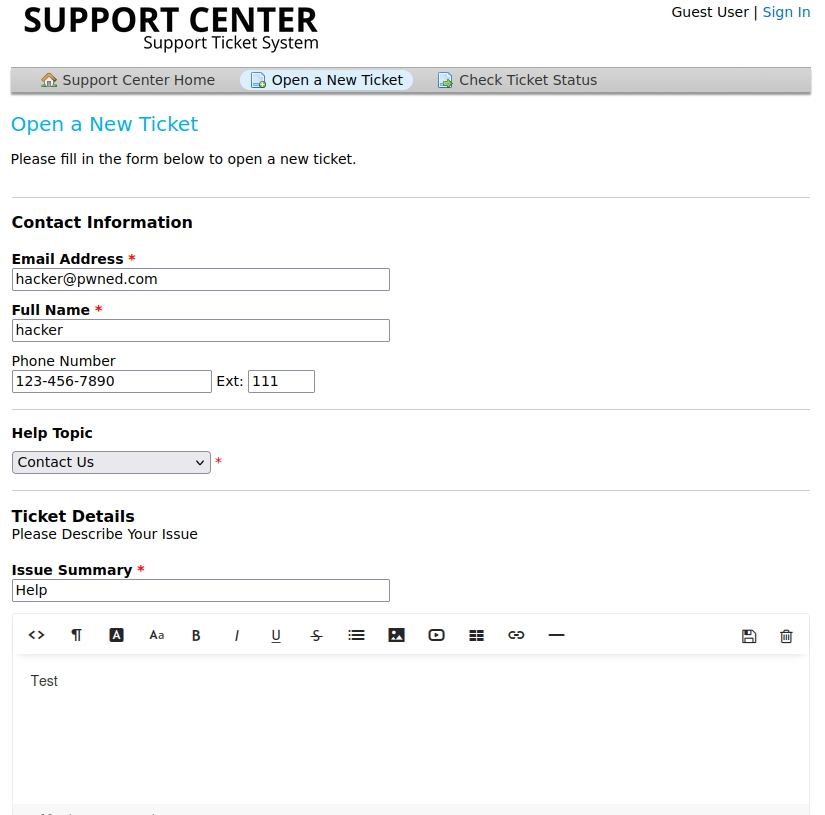 SUPPORT CENTER
Support Ticket System
Guest User | Sign In
Support Center Home
Open a New Ticket
Check Ticket Status
Open a New Ticket
Please fill in the form below to open a new ticket.
Contact Information
Email Address *
hacker@pwned.com
Full Name *
hacker
Phone Number
123-456-7890 Ext: 111
Help Topic
Contact Us *
Ticket Details
Please Describe Your Issue
Issue Summary *
Help
<> ¶ A Aa B I U S
Test